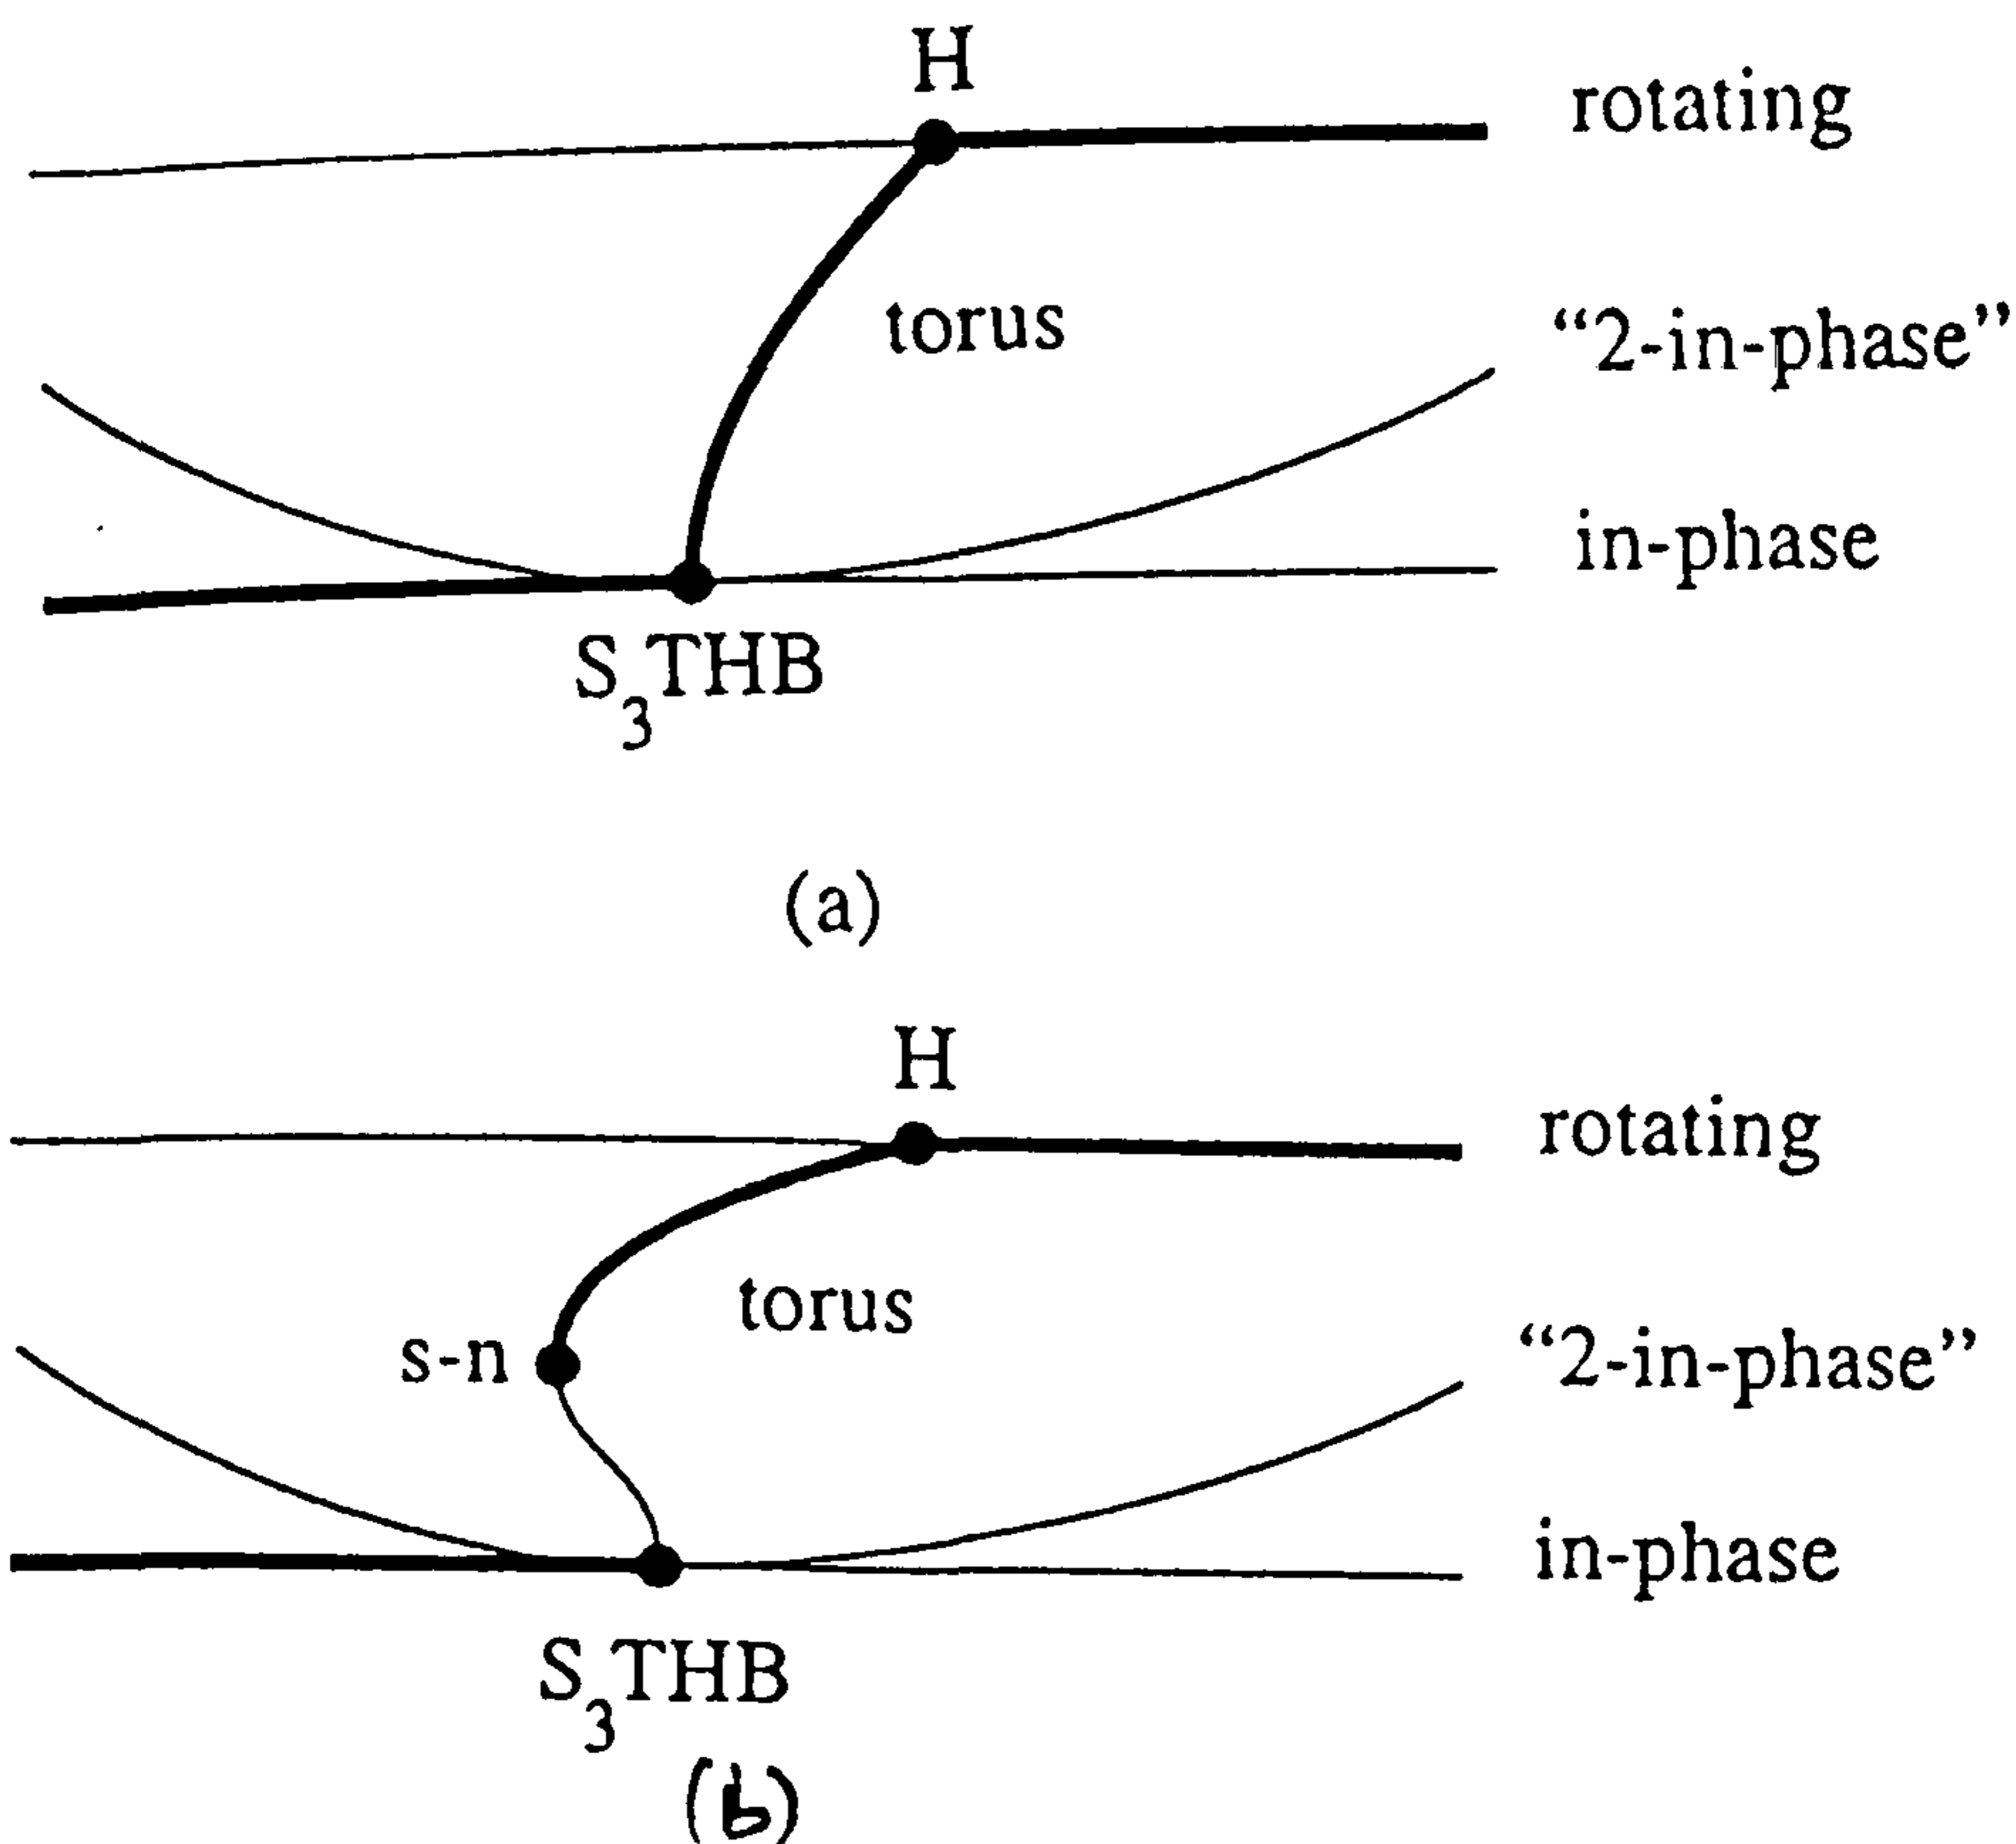 H
rotating
torus
“2-in-phase”
in-phase
S₃THB
(a)
H
rotating
torus
s-n
“2-in-phase”
in-phase
S₃THB
(b)